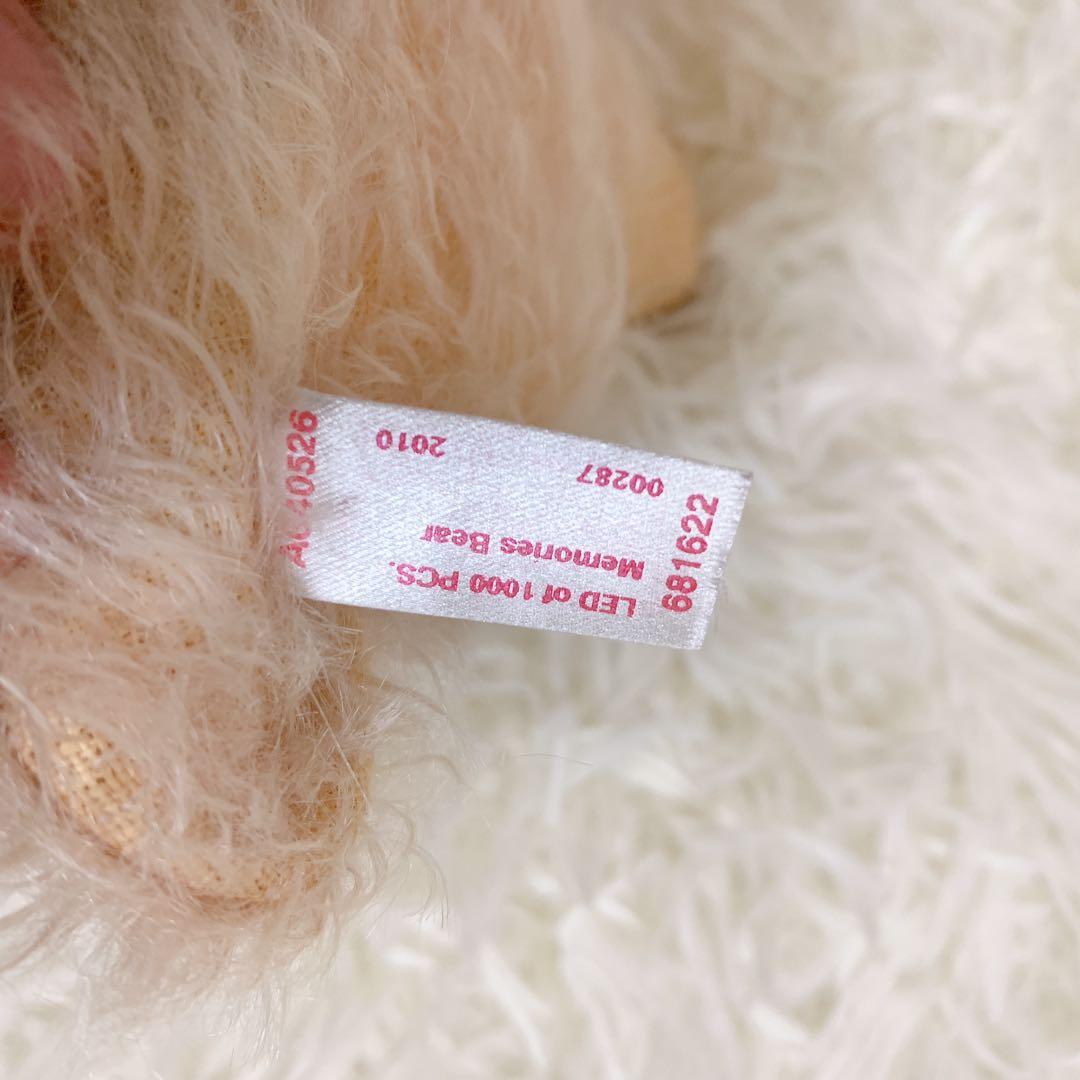 LED of 1000 PCS.
Memories Bear
00287
2010
681622
40526